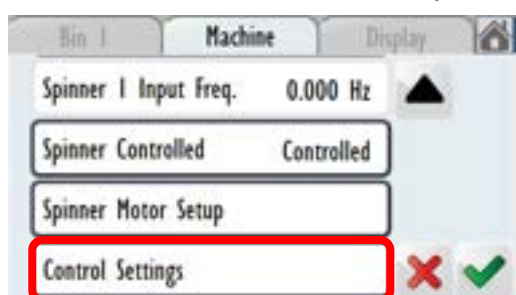 Bin 1 Machine Display
Spinner 1 Input Freq. 0.000 Hz
Spinner Controlled Controlled
Spinner Motor Setup
Control Settings